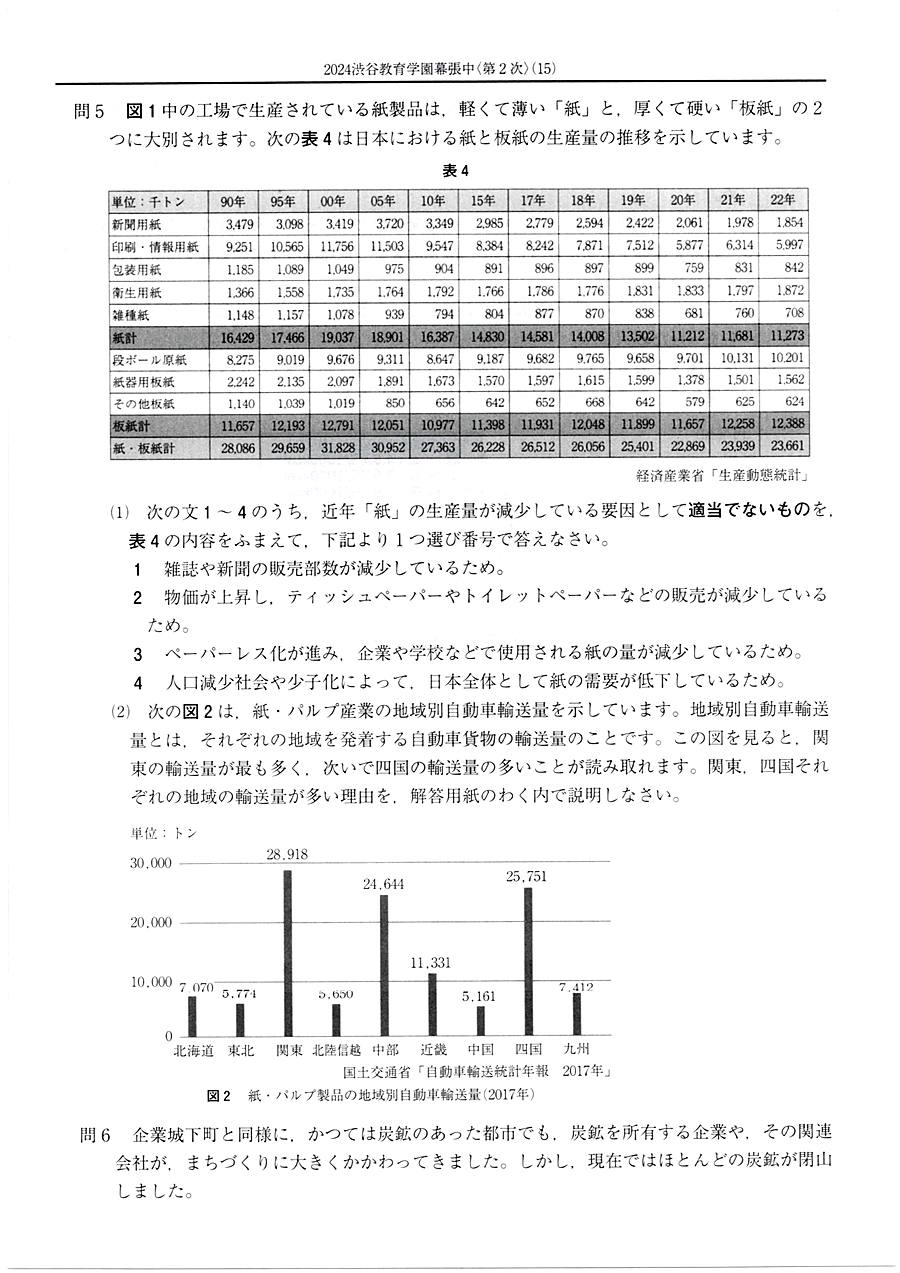 2024渋谷教育学園幕張中〈第2次〉(15)
問5 図1中の工場で生産されている紙製品は，軽くて薄い「紙」と，厚くて硬い「板紙」の2
つに大別されます。次の表4は日本における紙と板紙の生産量の推移を示しています。
表4
単位：千トン 90年 95年 00年 05年 10年 15年 17年 18年 19年 20年 21年 22年
新聞用紙 3,479 3,098 3,419 3,720 3,349 2,985 2,779 2,594 2,422 2,061 1,978 1,854
印刷・情報用紙 9,251 10,565 11,756 11,503 9,547 8,384 8,242 7,871 7,512 5,877 6,314 5,997
包装用紙 1,185 1,089 1,049 975 904 891 896 897 899 759 831 842
衛生用紙 1,366 1,558 1,735 1,764 1,792 1,766 1,786 1,776 1,831 1,833 1,797 1,872
雑種紙 1,148 1,157 1,078 939 794 804 877 870 838 681 760 708
紙計 16,429 17,466 19,037 18,901 16,387 14,830 14,581 14,008 13,502 11,212 11,681 11,273
段ボール原紙 8,275 9,019 9,676 9,311 8,647 9,187 9,682 9,765 9,658 9,701 10,131 10,201
紙器用板紙 2,242 2,135 2,097 1,891 1,673 1,570 1,597 1,615 1,599 1,378 1,501 1,562
その他板紙 1,140 1,039 1,019 850 656 642 652 668 642 579 625 624
板紙計 11,657 12,193 12,791 12,051 10,977 11,398 11,931 12,048 11,899 11,657 12,258 12,388
紙・板紙計 28,086 29,659 31,828 30,952 27,363 26,228 26,512 26,056 25,401 22,869 23,939 23,661
経済産業省「生産動態統計」
(1) 次の文1～4のうち，近年「紙」の生産量が減少している要因として適当でないものを，
表4の内容をふまえて，下記より1つ選び番号で答えなさい。
1 雑誌や新聞の販売部数が減少しているため。
2 物価が上昇し，ティッシュペーパーやトイレットペーパーなどの販売が減少している
ため。
3 ペーパーレス化が進み，企業や学校などで使用される紙の量が減少しているため。
4 人口減少社会や少子化によって，日本全体として紙の需要が低下しているため。
(2) 次の図2は，紙・パルプ産業の地域別自動車輸送量を示しています。地域別自動車輸送
量とは，それぞれの地域を発着する自動車貨物の輸送量のことです。この図を見ると，関
東の輸送量が最も多く，次いで四国の輸送量の多いことが読み取れます。関東，四国それ
ぞれの地域の輸送量が多い理由を，解答用紙のわく内で説明しなさい。
単位：トン
30,000
20,000
10,000
0
7,070 5,774 28,918 5,650 24,644 11,331 5,161 25,751 7,412
北海道 東北 関東 北陸信越 中部 近畿 中国 四国 九州
国土交通省「自動車輸送統計年報 2017年」
図2 紙・パルプ製品の地域別自動車輸送量(2017年)
問6 企業城下町と同様に，かつては炭鉱のあった都市でも，炭鉱を所有する企業や，その関連
会社が，まちづくりに大きくかかわってきました。しかし，現在ではほとんどの炭鉱が閉山
しました。